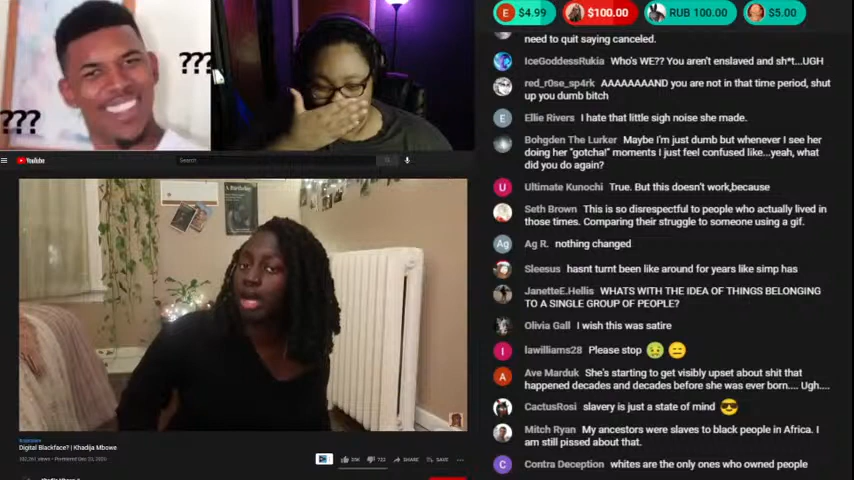 $4.99
$100.00
RUB 100.00
$5.00
???
???
need to quit saying canceled.
IceGoddessRukia Who's WE?? You aren't enslaved and sh*t...UGH
red_r0se_sp4rk AAAAAAAND you are not in that time period, shut
up you dumb bitch
Ellie Rivers I hate that little sigh noise she made.
Bohgden The Lurker Maybe I'm just dumb but whenever I see her
doing her "gotcha!" moments I just feel confused like...yeah, what
did you do again?
Ultimate Kunochi True. But this doesn't work,because
Seth Brown This is so disrespectful to people who actually lived in
those times. Comparing their struggle to someone using a gif.
Ag R. nothing changed
Sleesus hasnt turnt been like around for years like simp has
JanetteE.Hellis WHATS WITH THE IDEA OF THINGS BELONGING
TO A SINGLE GROUP OF PEOPLE?
Olivia Gall I wish this was satire
lawilliams28 Please stop
Ave Marduk She's starting to get visibly upset about shit that
happened decades and decades before she was ever born.... Ugh....
CactusRosi slavery is just a state of mind
Mitch Ryan My ancestors were slaves to black people in Africa. I
am still pissed about that.
Contra Deception whites are the only ones who owned people
YouTube
Search
Digital Blackface? | Khadija Mbowe
722
SHARE
SAVE